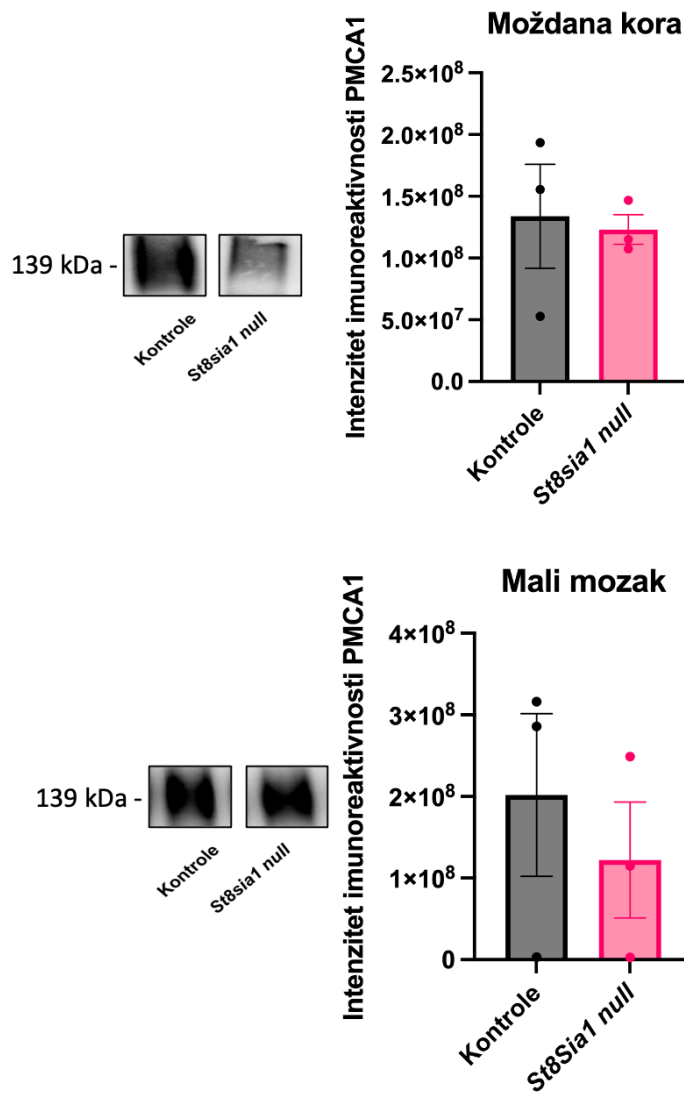 Moždana kora
Intenzitet imunoreaktivnosti PMCA1
2.5×10⁸
2.0×10⁸
1.5×10⁸
1.0×10⁸
5.0×10⁷
0.0
139 kDa -
Kontrole
St8sia1 null
Kontrole
St8sia1 null
Mali mozak
Intenzitet imunoreaktivnosti PMCA1
4×10⁸
3×10⁸
2×10⁸
1×10⁸
0
139 kDa -
Kontrole
St8sia1 null
Kontrole
St8Sia1 null